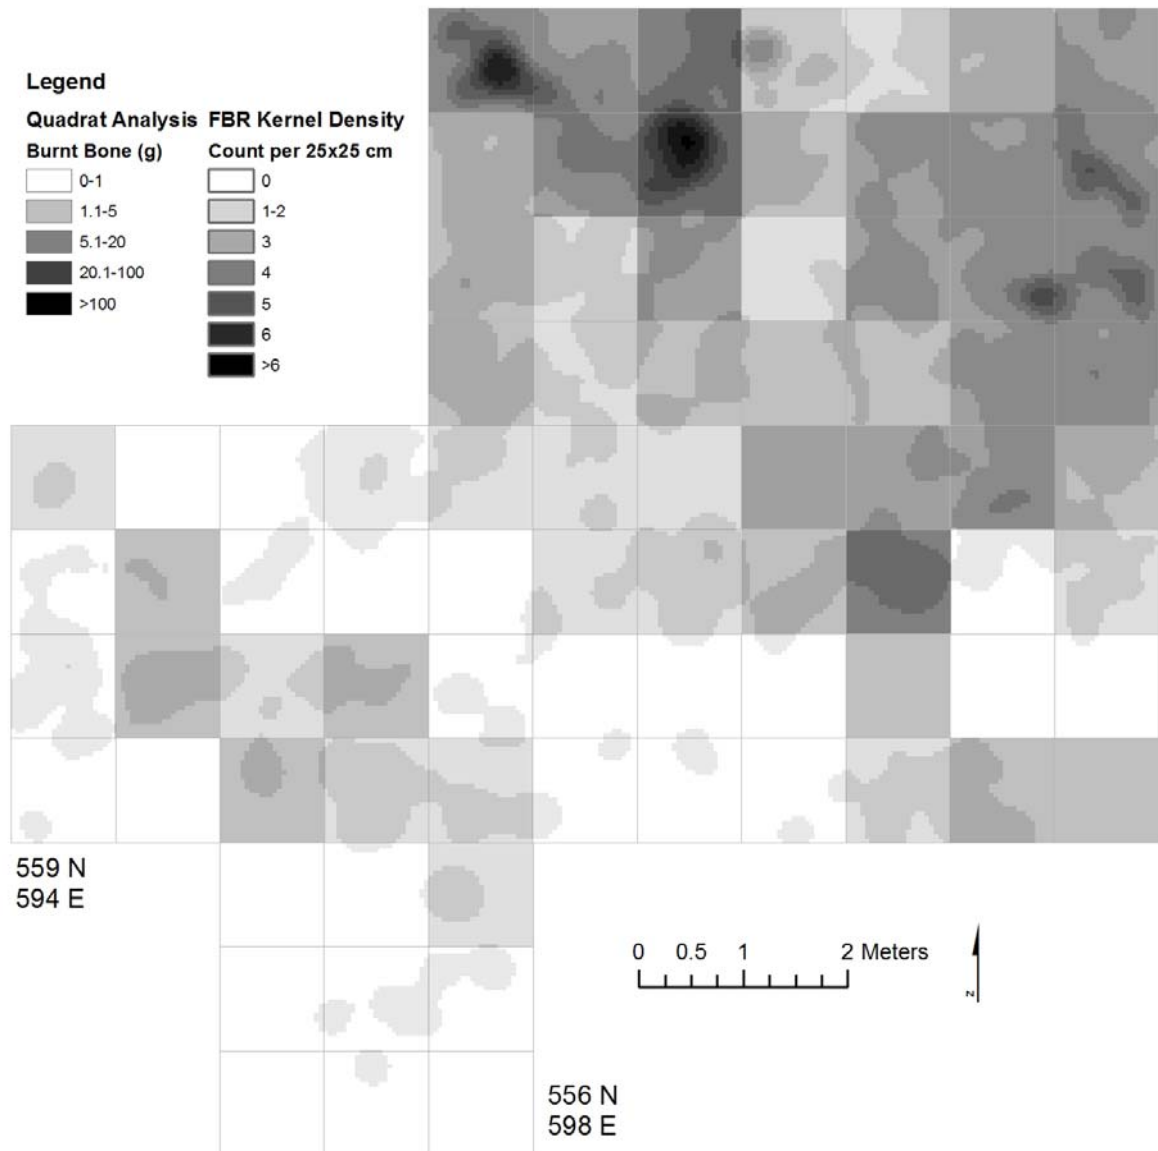 Legend
Quadrat Analysis FBR Kernel Density
Burnt Bone (g) Count per 25x25 cm
0-1 0
1.1-5 1-2
5.1-20 3
20.1-100 4
>100 5
6
>6
559 N
594 E
0 0.5 1 2 Meters
N
556 N
598 E